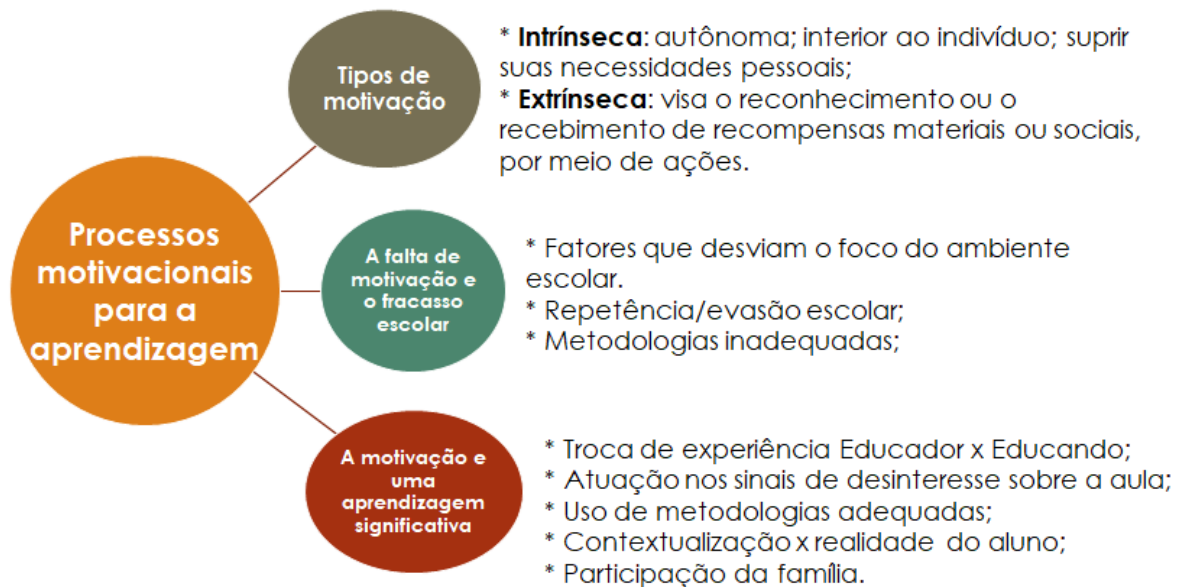 Processos
motivacionais
para a
aprendizagem
Tipos de
motivação
* Intrínseca: autônoma; interior ao indivíduo; suprir
suas necessidades pessoais;
* Extrínseca: visa o reconhecimento ou o
recebimento de recompensas materiais ou sociais,
por meio de ações.
A falta de
motivação e
o fracasso
escolar
* Fatores que desviam o foco do ambiente
escolar.
* Repetência/evasão escolar;
* Metodologias inadequadas;
A motivação e
uma
aprendizagem
significativa
* Troca de experiência Educador x Educando;
* Atuação nos sinais de desinteresse sobre a aula;
* Uso de metodologias adequadas;
* Contextualização x realidade do aluno;
* Participação da família.